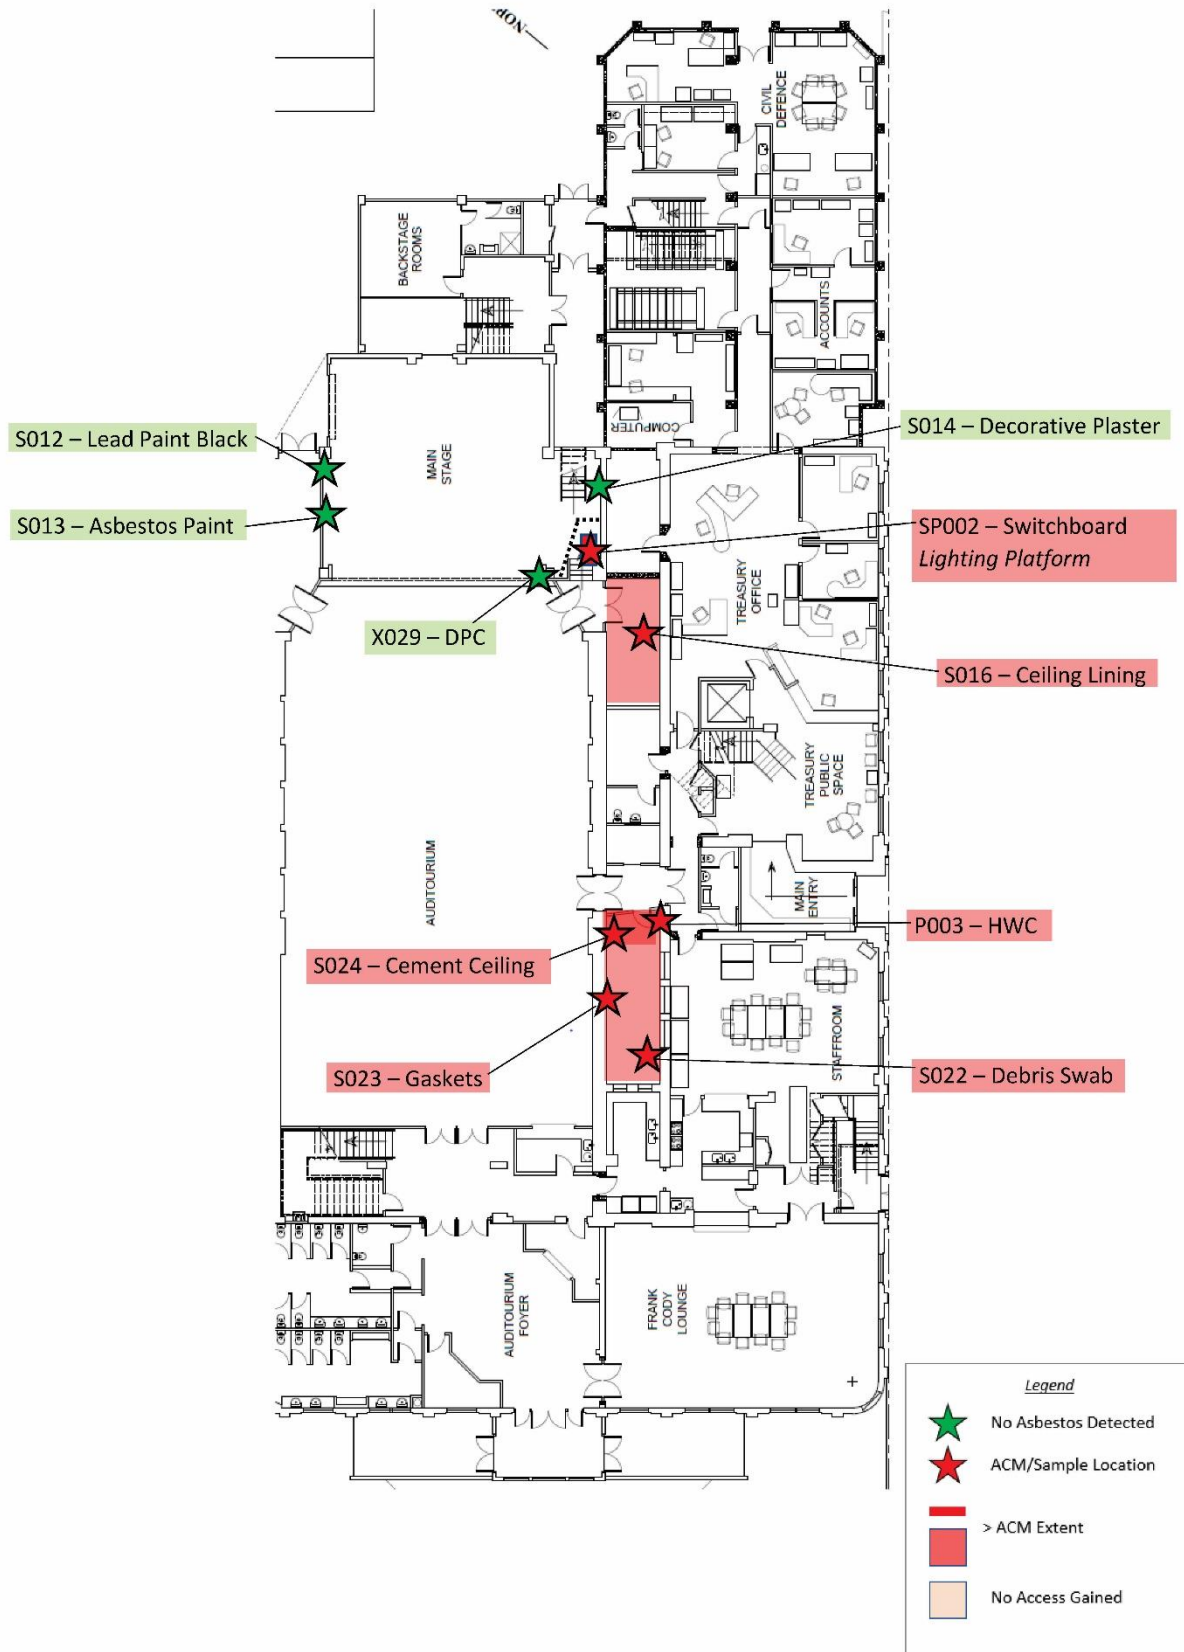 NOR
CIVIL
DEFENCE
BACKSTAGE
ROOMS
ACCOUNTS
COMPUTER
S012 – Lead Paint Black
S014 – Decorative Plaster
MAIN
STAGE
S013 – Asbestos Paint
SP002 – Switchboard
Lighting Platform
TREASURY
OFFICE
X029 – DPC
S016 – Ceiling Lining
TREASURY
PUBLIC
SPACE
AUDITOURIUM
MAIN
ENTRY
P003 – HWC
S024 – Cement Ceiling
STAFFROOM
S023 – Gaskets
S022 – Debris Swab
AUDITOURIUM
FOYER
FRANK
CODY
LOUNGE
Legend
No Asbestos Detected
ACM/Sample Location
> ACM Extent
No Access Gained